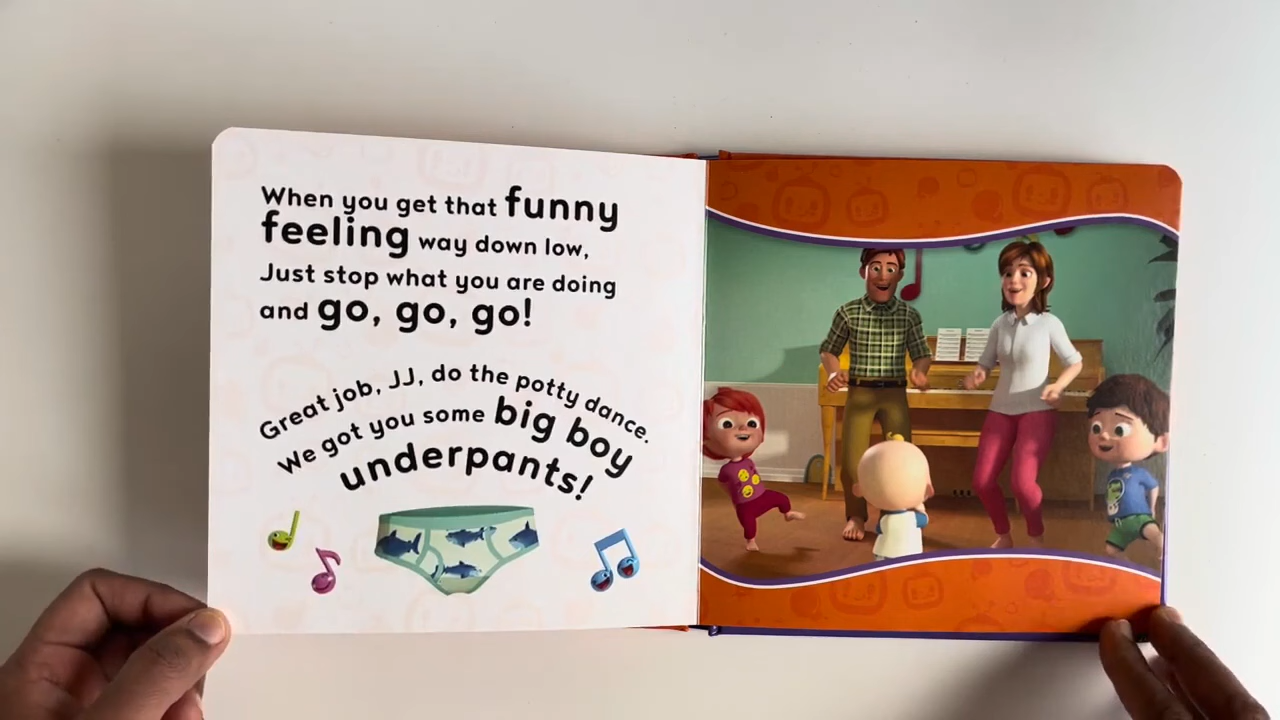 When you get that funny
feeling way down low,
Just stop what you are doing
and go, go, go!
Great job, JJ, do the potty dance.
We got you some big boy
underpants!